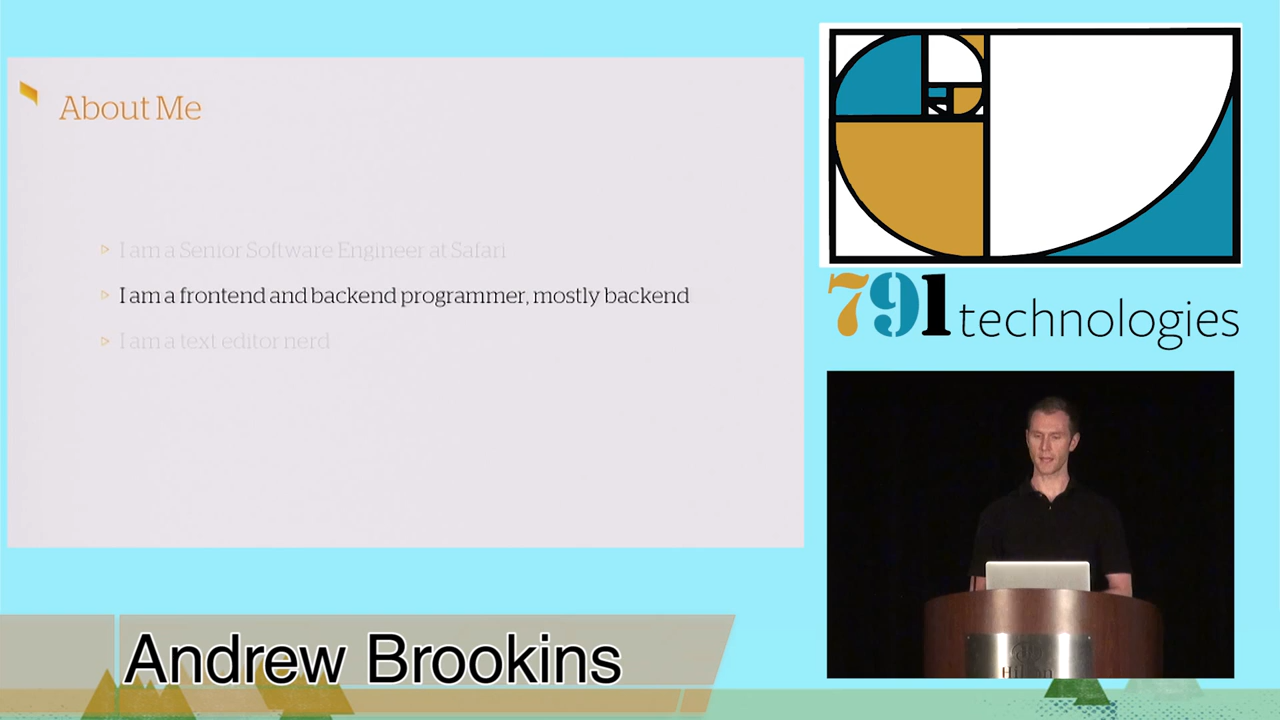 About Me
I am a Senior Software Engineer at Safari
I am a frontend and backend programmer, mostly backend
I am a text editor nerd
791 technologies
Hilton
Andrew Brookins